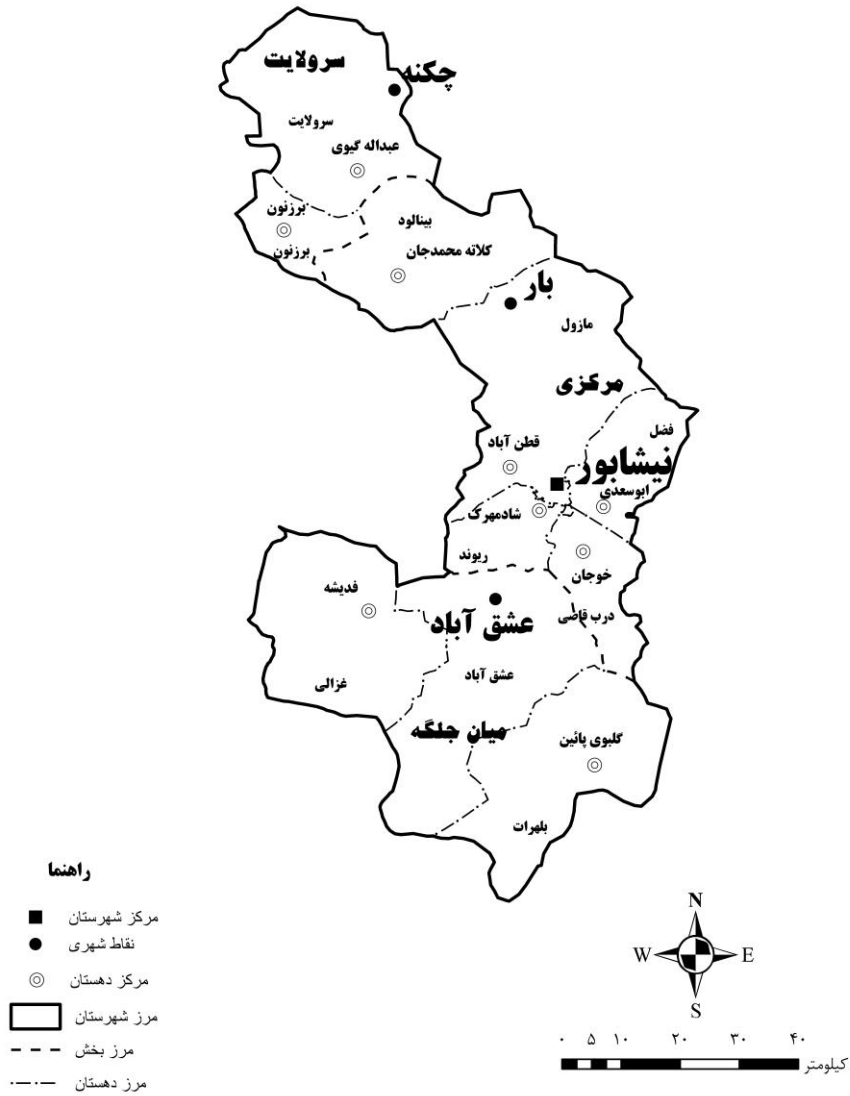 سرولایت
چکنه
سرولایت
عبداله گیوی
برزنون
برزنون
بینالود
کلاته محمدجان
بار
مازول
مرکزی
فضل
قطن آباد
نیشابور
ابوسعدی
شادمهرک
ریوند
خوجان
فدیشه
درب قاضی
عشق آباد
عشق آباد
غزالی
میان جلگه
گلبوی پائین
بلهرات
راهنما
مرکز شهرستان
نقاط شهری
مرکز دهستان
مرز شهرستان
مرز بخش
مرز دهستان
N
W E
S
۰ ۵ ۱۰ ۲۰ ۳۰ ۴۰
کیلومتر